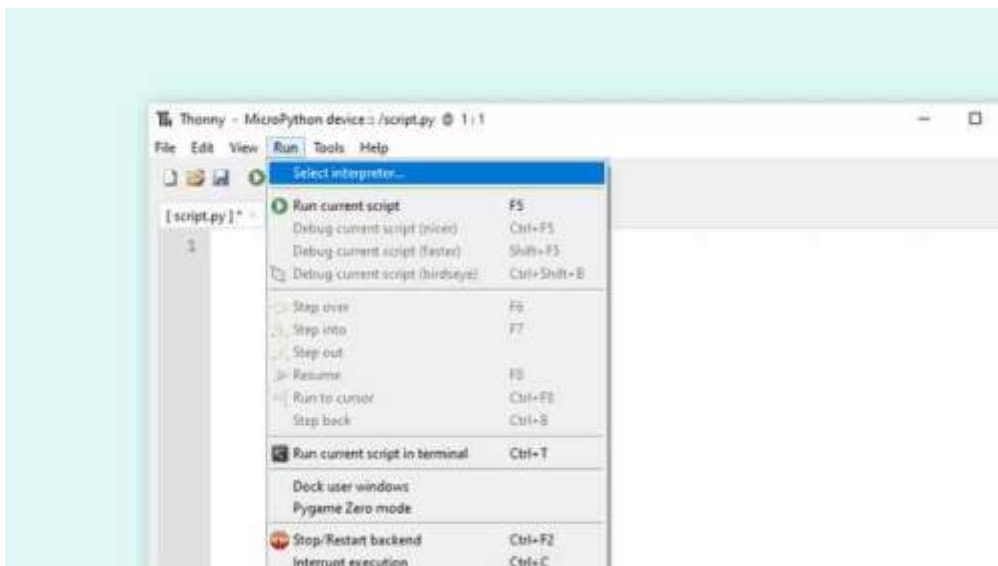 Thonny - MicroPython device :: /script.py @ 1:1
File Edit View Run Tools Help
Select interpreter...
[ script.py ]*
Run current script F5
Debug current script (nicer) Ctrl+F5
Debug current script (faster) Shift+F5
1
Debug current script (birdseye) Ctrl+Shift+B
Step over F6
Step into F7
Step out
Resume F8
Run to cursor Ctrl+F8
Step back Ctrl+B
Run current script in terminal Ctrl+T
Dock user windows
Pygame Zero mode
Stop/Restart backend Ctrl+F2
Interrupt execution Ctrl+C